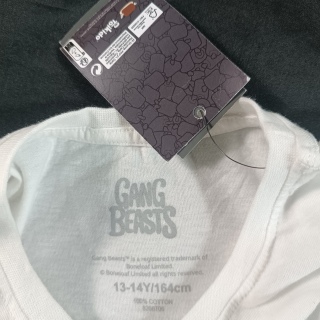 Fashion
GANG
BEASTS
Gang Beasts™ is a registered trademark of
Boneloaf Limited.
© Boneloaf Limited.
All rights reserved.
13-14Y/164cm
100% COTTON